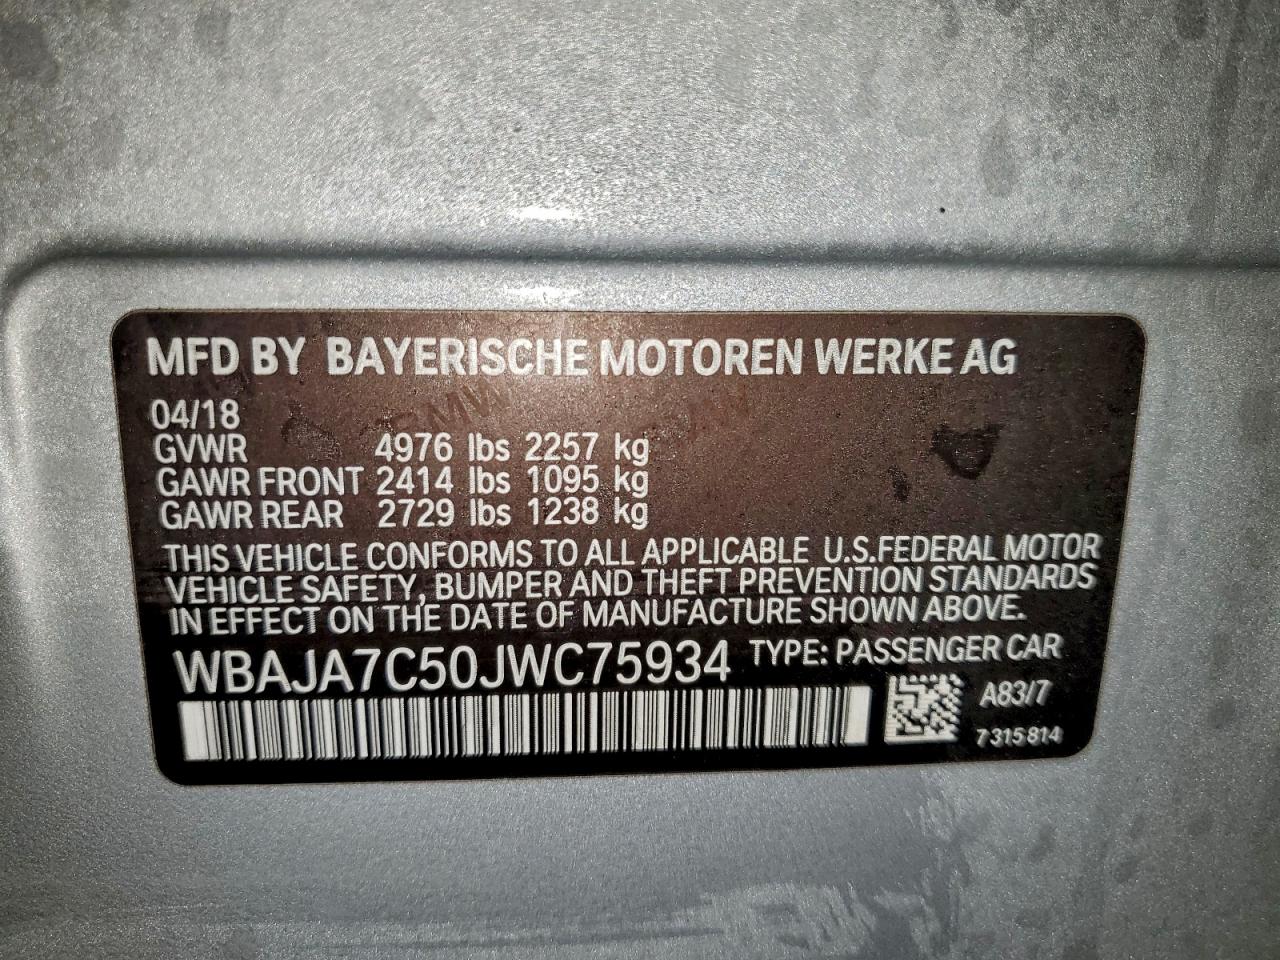 MFD BY BAYERISCHE MOTOREN WERKE AG
04/18
GVWR 4976 lbs 2257 kg
GAWR FRONT 2414 lbs 1095 kg
GAWR REAR 2729 lbs 1238 kg
THIS VEHICLE CONFORMS TO ALL APPLICABLE U.S.FEDERAL MOTOR
VEHICLE SAFETY, BUMPER AND THEFT PREVENTION STANDARDS
IN EFFECT ON THE DATE OF MANUFACTURE SHOWN ABOVE.
WBAJA7C50JWC75934 TYPE: PASSENGER CAR
A83/7
7 315 814